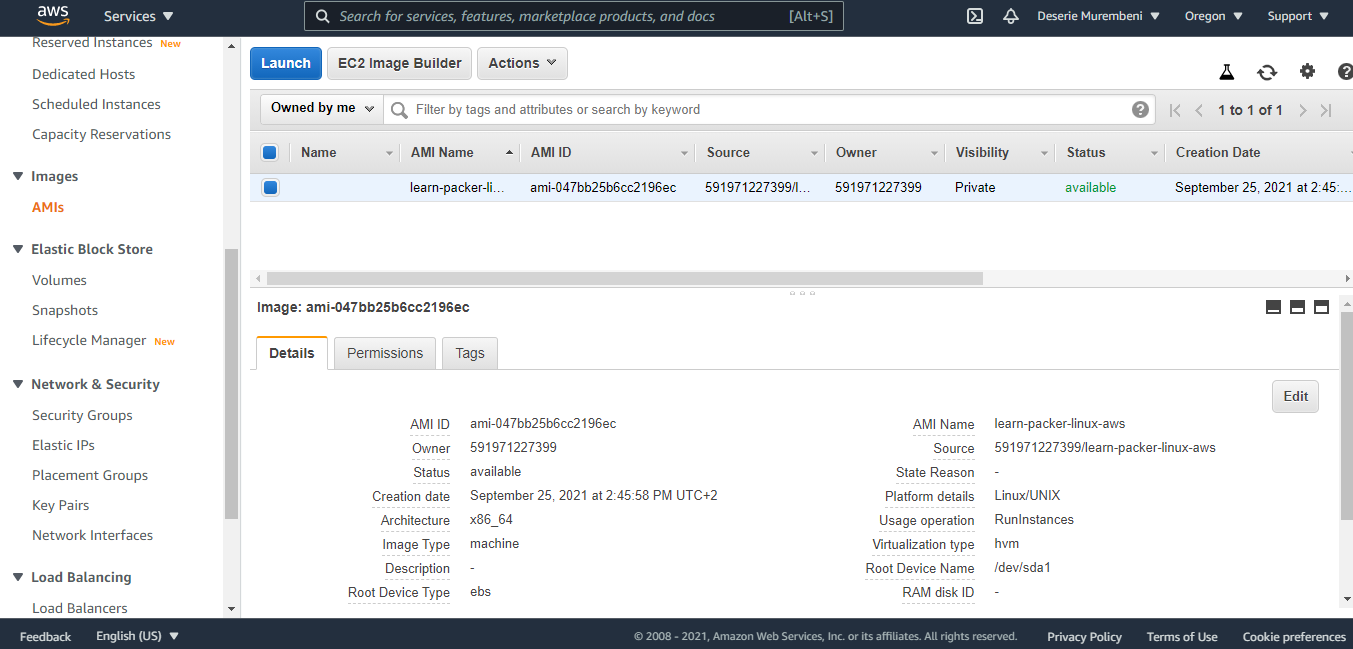 aws Services Search for services, features, marketplace products, and docs [Alt+S] Deserie Murembeni Oregon Support
Reserved Instances New
Dedicated Hosts
Scheduled Instances
Capacity Reservations
Images
AMIs
Elastic Block Store
Volumes
Snapshots
Lifecycle Manager New
Network & Security
Security Groups
Elastic IPs
Placement Groups
Key Pairs
Network Interfaces
Load Balancing
Load Balancers
Launch EC2 Image Builder Actions
Owned by me Filter by tags and attributes or search by keyword 1 to 1 of 1
Name AMI Name AMI ID Source Owner Visibility Status Creation Date
learn-packer-li... ami-047bb25b6cc2196ec 591971227399/l... 591971227399 Private available September 25, 2021 at 2:45:...
Image: ami-047bb25b6cc2196ec
Details Permissions Tags
Edit
AMI ID ami-047bb25b6cc2196ec AMI Name learn-packer-linux-aws
Owner 591971227399 Source 591971227399/learn-packer-linux-aws
Status available State Reason -
Creation date September 25, 2021 at 2:45:58 PM UTC+2 Platform details Linux/UNIX
Architecture x86_64 Usage operation RunInstances
Image Type machine Virtualization type hvm
Description - Root Device Name /dev/sda1
Root Device Type ebs RAM disk ID -
Feedback English (US) © 2008 - 2021, Amazon Web Services, Inc. or its affiliates. All rights reserved. Privacy Policy Terms of Use Cookie preferences